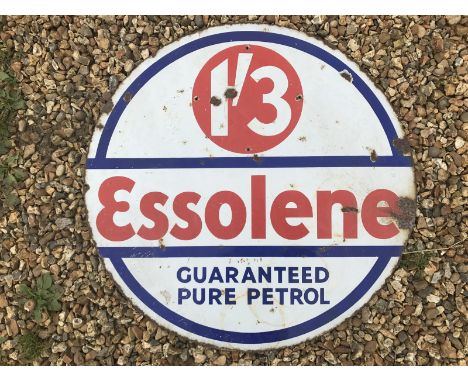 1/3
Essolene
GUARANTEED
PURE PETROL